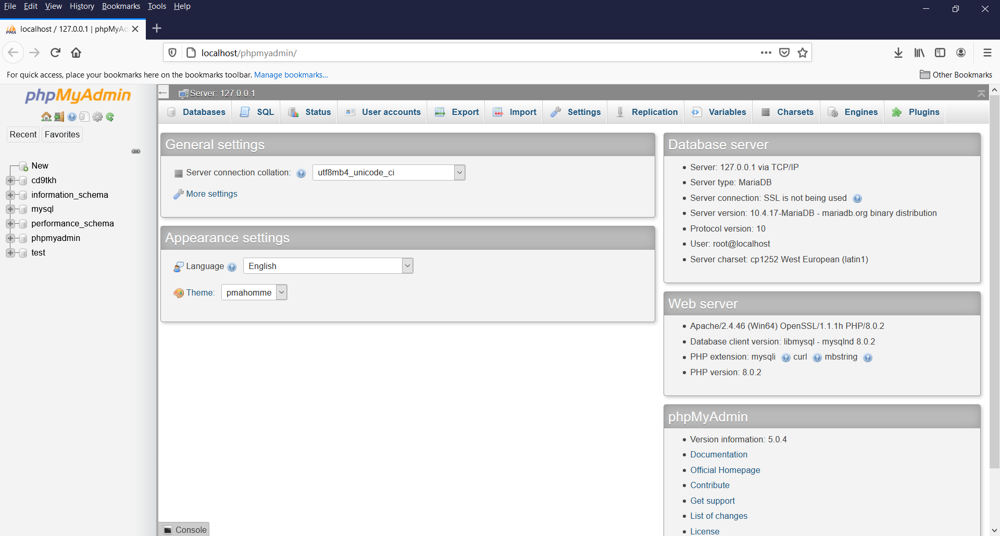 File Edit View History Bookmarks Tools Help
localhost / 127.0.0.1 | phpMyAd
localhost/phpmyadmin/
For quick access, place your bookmarks here on the bookmarks toolbar. Manage bookmarks...
Other Bookmarks
phpMyAdmin
Recent Favorites
New
cd9tkh
information_schema
mysql
performance_schema
phpmyadmin
test
Server: 127.0.0.1
Databases SQL Status User accounts Export Import Settings Replication Variables Charsets Engines Plugins
General settings
Server connection collation: utf8mb4_unicode_ci
More settings
Appearance settings
Language English
Theme: pmahomme
Database server
Server: 127.0.0.1 via TCP/IP
Server type: MariaDB
Server connection: SSL is not being used
Server version: 10.4.17-MariaDB - mariadb.org binary distribution
Protocol version: 10
User: root@localhost
Server charset: cp1252 West European (latin1)
Web server
Apache/2.4.46 (Win64) OpenSSL/1.1.1h PHP/8.0.2
Database client version: libmysql - mysqlnd 8.0.2
PHP extension: mysqli curl mbstring
PHP version: 8.0.2
phpMyAdmin
Version information: 5.0.4
Documentation
Official Homepage
Contribute
Get support
List of changes
License
Console